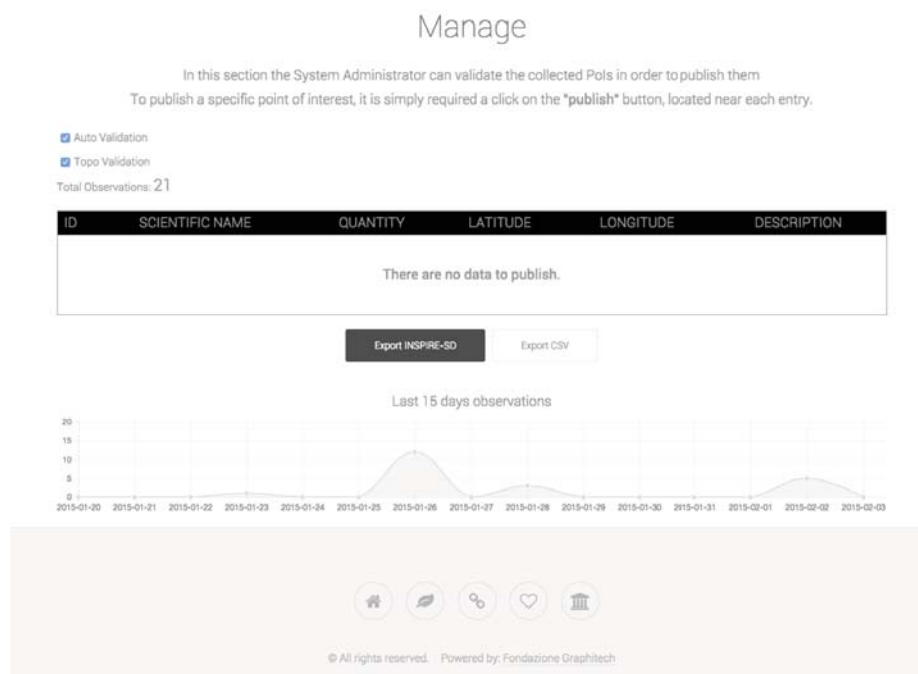 Manage
In this section the System Administrator can validate the collected PoIs in order to publish them
To publish a specific point of interest, it is simply required a click on the "publish" button, located near each entry.
Auto Validation
Topo Validation
Total Observations: 21
ID SCIENTIFIC NAME QUANTITY LATITUDE LONGITUDE DESCRIPTION
There are no data to publish.
Export INSPIRE-SD Export CSV
Last 15 days observations
20
15
10
5
0
2015-01-20 2015-01-21 2015-01-22 2015-01-23 2015-01-24 2015-01-25 2015-01-26 2015-01-27 2015-01-28 2015-01-29 2015-01-30 2015-01-31 2015-02-01 2015-02-02 2015-02-03
© All rights reserved. Powered by: Fondazione Graphitech